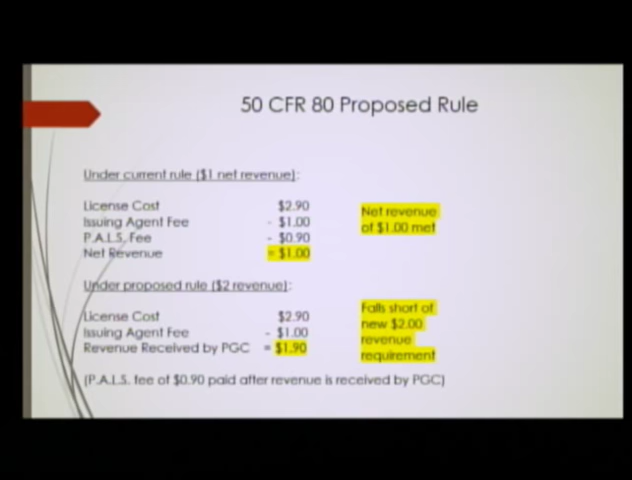 50 CFR 80 Proposed Rule
Under current rule ($1 net revenue):
License Cost $2.90
Issuing Agent Fee - $1.00
P.A.L.S. Fee - $0.90
Net Revenue = $1.00
Net revenue
of $1.00 met
Under proposed rule ($2 revenue):
License Cost $2.90
Issuing Agent Fee - $1.00
Revenue Received by PGC = $1.90
Falls short of
new $2.00
revenue
requirement
(P.A.L.S. fee of $0.90 paid after revenue is received by PGC)